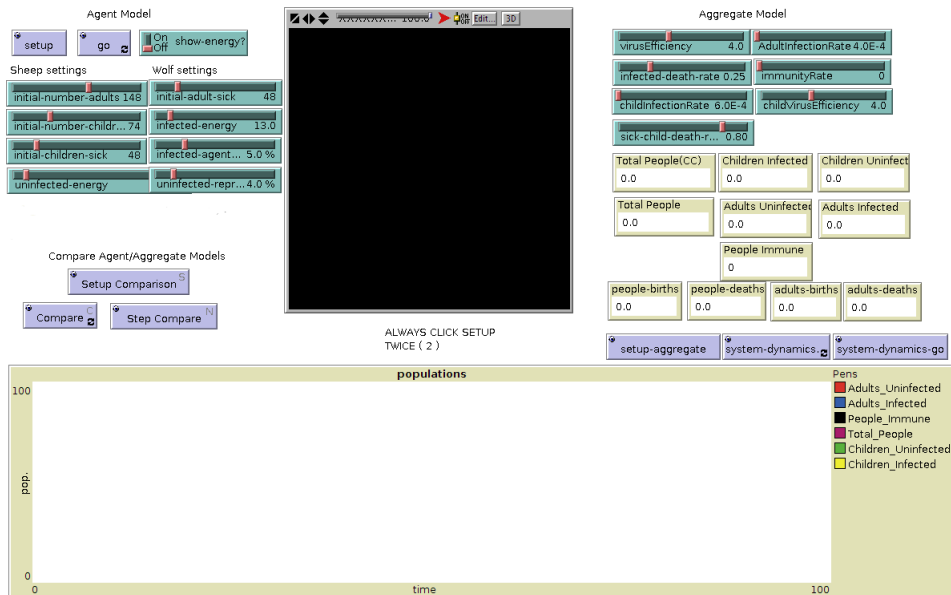 Agent Model
setup
go
On
Off
show-energy?
Sheep settings
Wolf settings
initial-number-adults 148
initial-adult-sick 48
initial-number-childr... 74
infected-energy 13.0
initial-children-sick 48
infected-agent... 5.0 %
uninfected-energy
uninfected-repr... 4.0 %
Compare Agent/Aggregate Models
Setup Comparison S
Compare C
Step Compare N
ON
OFF
Edit...
3D
ALWAYS CLICK SETUP
TWICE ( 2 )
Aggregate Model
virusEfficiency 4.0
AdultInfectionRate 4.0E-4
infected-death-rate 0.25
immunityRate 0
childInfectionRate 6.0E-4
childVirusEfficiency 4.0
sick-child-death-r... 0.80
Total People(CC)
0.0
Children Infected
0.0
Children Uninfect
0.0
Total People
0.0
Adults Uninfected
0.0
Adults Infected
0.0
People Immune
0
people-births
0.0
people-deaths
0.0
adults-births
0.0
adults-deaths
0.0
setup-aggregate
system-dynamics.
system-dynamics-go
populations
100
pop.
0
0
time
100
Pens
Adults_Uninfected
Adults_Infected
People_Immune
Total_People
Children_Uninfected
Children_Infected